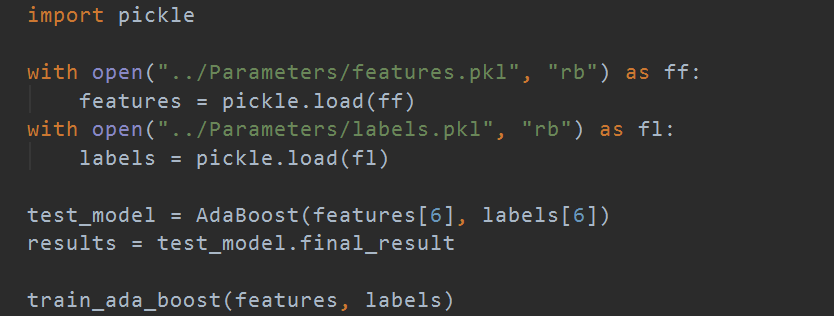 import pickle
with open("../Parameters/features.pkl", "rb") as ff:
    features = pickle.load(ff)
with open("../Parameters/labels.pkl", "rb") as fl:
    labels = pickle.load(fl)
test_model = AdaBoost(features[6], labels[6])
results = test_model.final_result
train_ada_boost(features, labels)